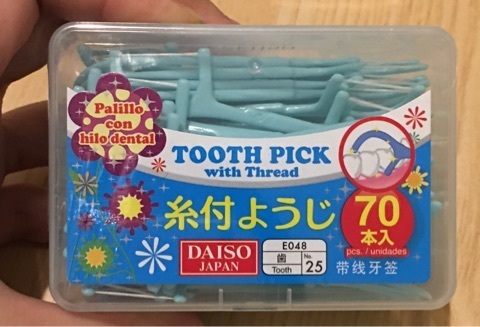 Palillo
con
hilo dental
TOOTH PICK
with Thread
糸付ようじ
70
本入
pcs. / unidades
DAISO
JAPAN
E048
歯
Tooth
No.
25
带线牙签